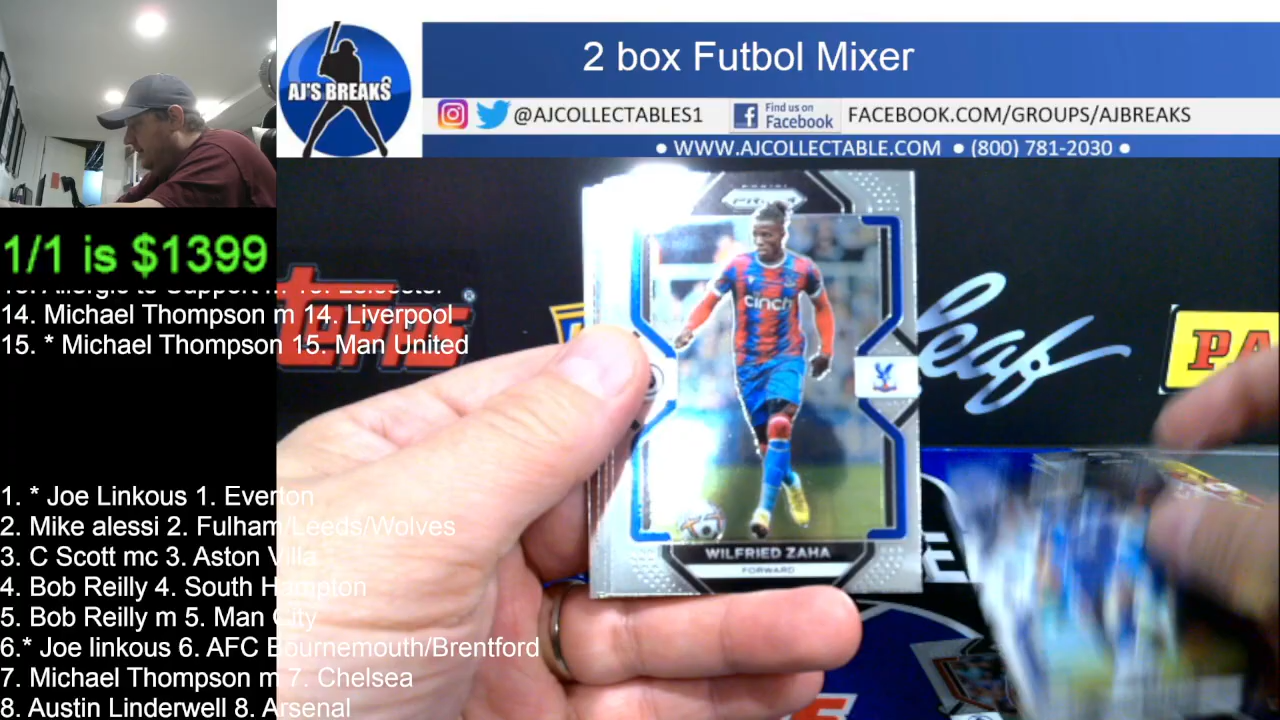 2 box Futbol Mixer
AJ'S BREAKS
@AJCOLLECTABLES1
Find us on
Facebook
FACEBOOK.COM/GROUPS/AJBREAKS
• WWW.AJCOLLECTABLE.COM • (800) 781-2030 •
1/1 is $1399
14. Michael Thompson m 14. Liverpool
15. * Michael Thompson 15. Man United
1. * Joe Linkous 1. Everton
2. Mike alessi 2. Fulham/Leeds/Wolves
3. C Scott mc 3. Aston Villa
4. Bob Reilly 4. South Hampton
5. Bob Reilly m 5. Man City
6.* Joe linkous 6. AFC Bournemouth/Brentford
7. Michael Thompson m 7. Chelsea
8. Austin Linderwell 8. Arsenal
topps
PANINI
PRIZM
cinch
WILFRIED ZAHA
FORWARD
Leaf
PA